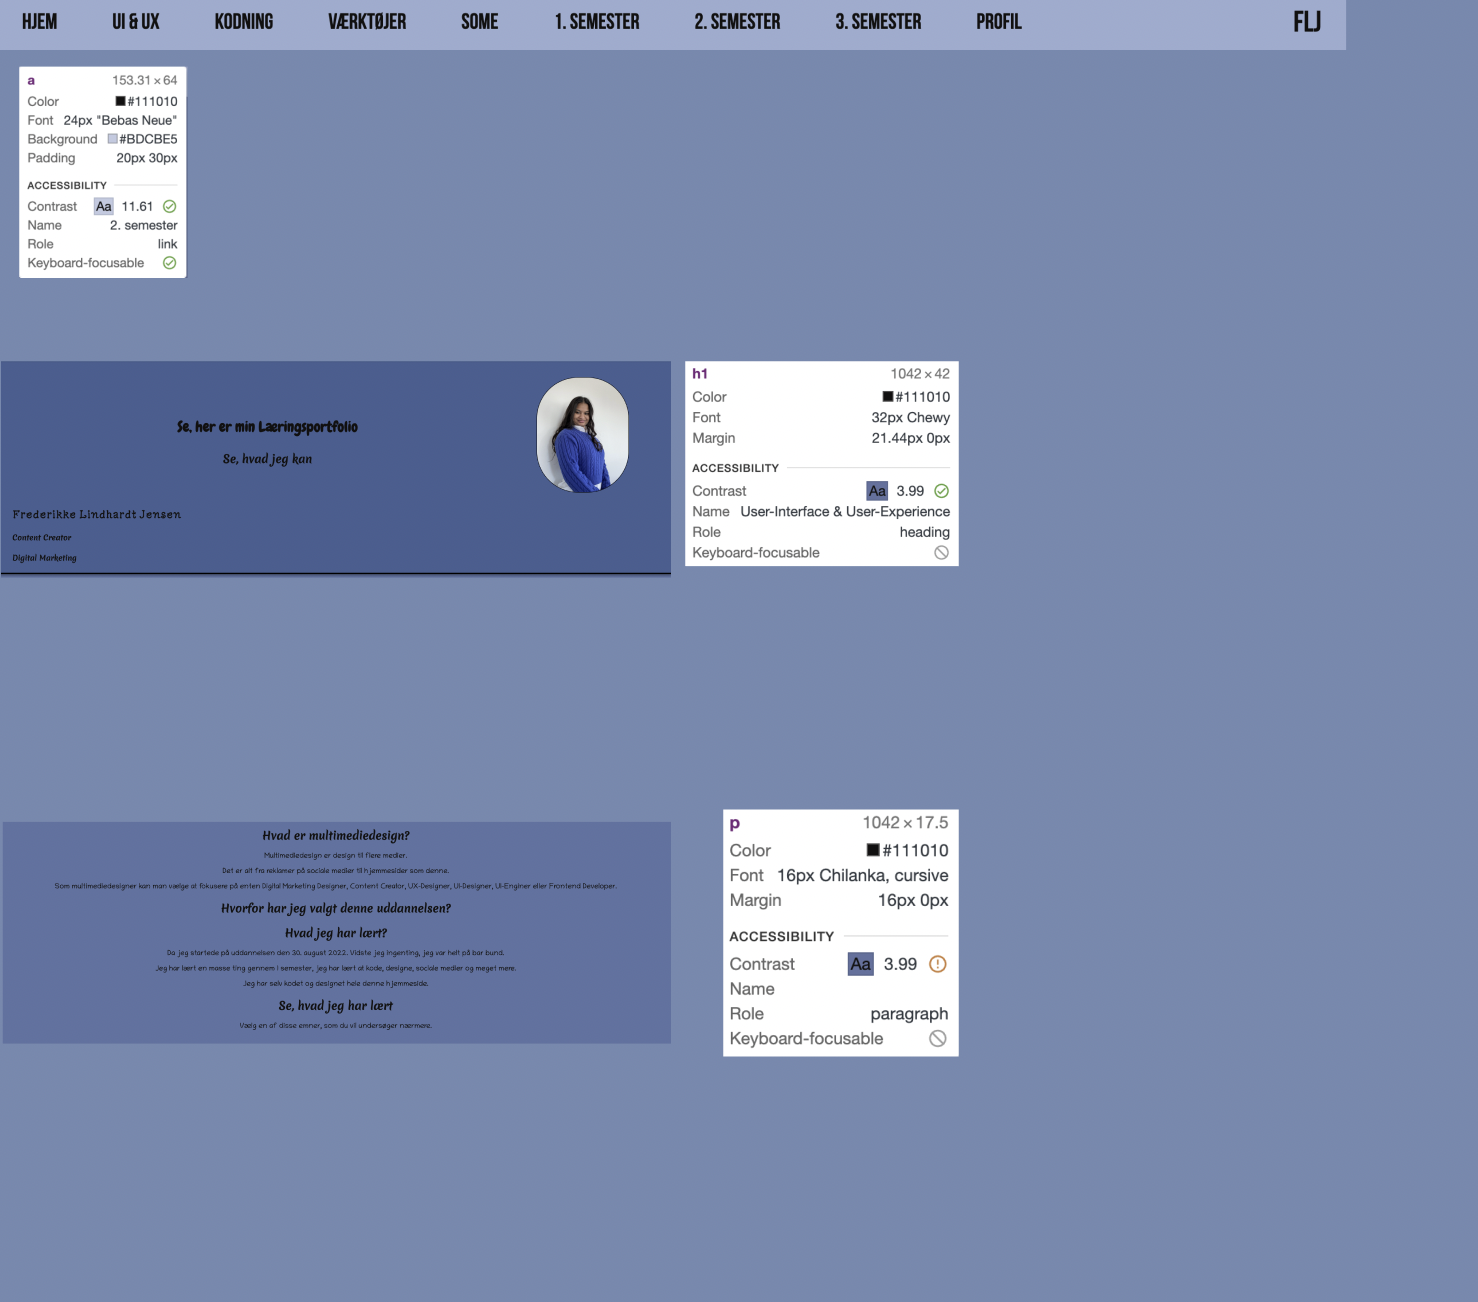 HJEM UI & UX KODNING VÆRKTØJER SOME 1. SEMESTER 2. SEMESTER 3. SEMESTER PROFIL FLJ
a 153.31 × 64
Color #111010
Font 24px "Bebas Neue"
Background #BDCBE5
Padding 20px 30px
ACCESSIBILITY
Contrast Aa 11.61
Name 2. semester
Role link
Keyboard-focusable
Se, her er min Læringsportfolio
Se, hvad jeg kan
Frederikke Lindhardt Jensen
Content Creator
Digital Marketing
h1 1042 × 42
Color #111010
Font 32px Chewy
Margin 21.44px 0px
ACCESSIBILITY
Contrast Aa 3.99
Name User-Interface & User-Experience
Role heading
Keyboard-focusable
Hvad er multimediedesign?
Multimediedesign er design til flere medier.
Det er alt fra reklamer på sociale medier til hjemmesider som denne.
Som multimediedesigner kan man vælge at fokusere på enten Digital Marketing Designer, Content Creator, UX-Designer, UI-Designer, UI-Enginer eller Frontend Developer.
Hvorfor har jeg valgt denne uddannelsen?
Hvad jeg har lært?
Da jeg startede på uddannelsen den 30. august 2022. Vidste jeg ingenting, jeg var helt på bar bund.
Jeg har lært en masse ting gennem 1 semester, jeg har lært at kode, designe, sociale medier og meget mere.
Jeg har selv kodet og designet hele denne hjemmeside.
Se, hvad jeg har lært
Vælg en af disse emner, som du vil undersøger nærmere.
p 1042 × 17.5
Color #111010
Font 16px Chilanka, cursive
Margin 16px 0px
ACCESSIBILITY
Contrast Aa 3.99
Name
Role paragraph
Keyboard-focusable